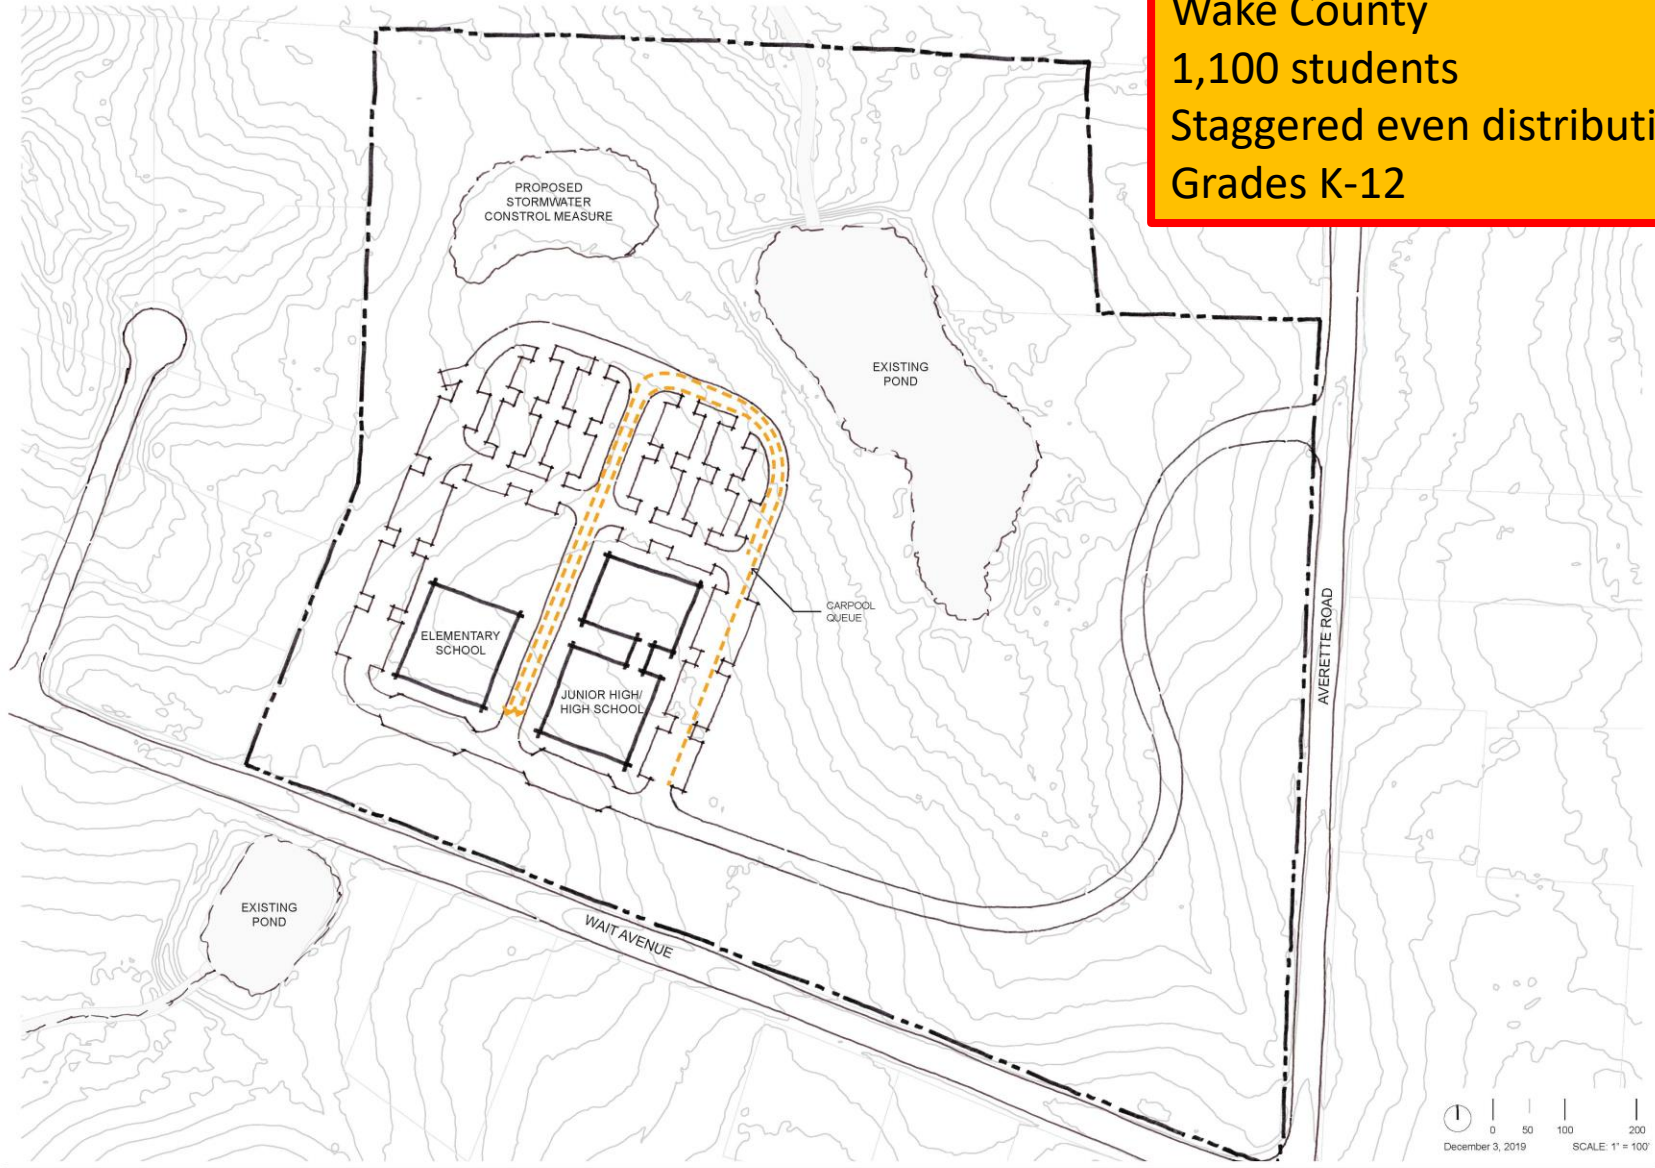 Wake County
1,100 students
Staggered even distributi
Grades K-12
PROPOSED
STORMWATER
CONSTROL MEASURE
EXISTING
POND
CARPOOL
QUEUE
ELEMENTARY
SCHOOL
JUNIOR HIGH/
HIGH SCHOOL
AVERETTE ROAD
EXISTING
POND
WAIT AVENUE
0 50 100 200
December 3, 2019 SCALE: 1" = 100'